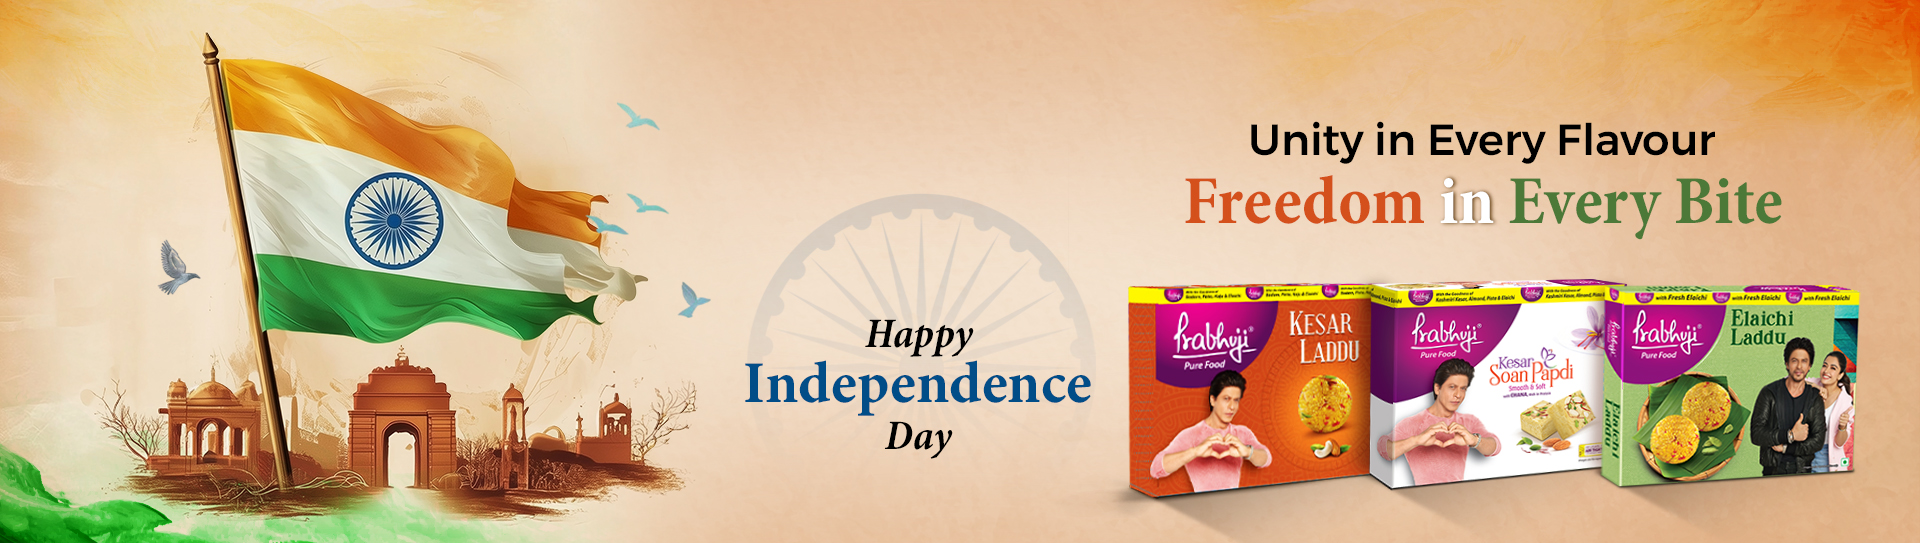 Happy
Independence
Day
Unity in Every Flavour
Freedom in Every Bite
Prabhuji®
Pure Food
KESAR
LADDU
Prabhuji®
Pure Food
Kesar
Soan Papdi
Smooth & Soft
with Fresh Elaichi with Fresh Elaichi with Fresh Elaichi
Prabhuji®
Pure Food
Elaichi
Laddu
Elaichi
Laddu